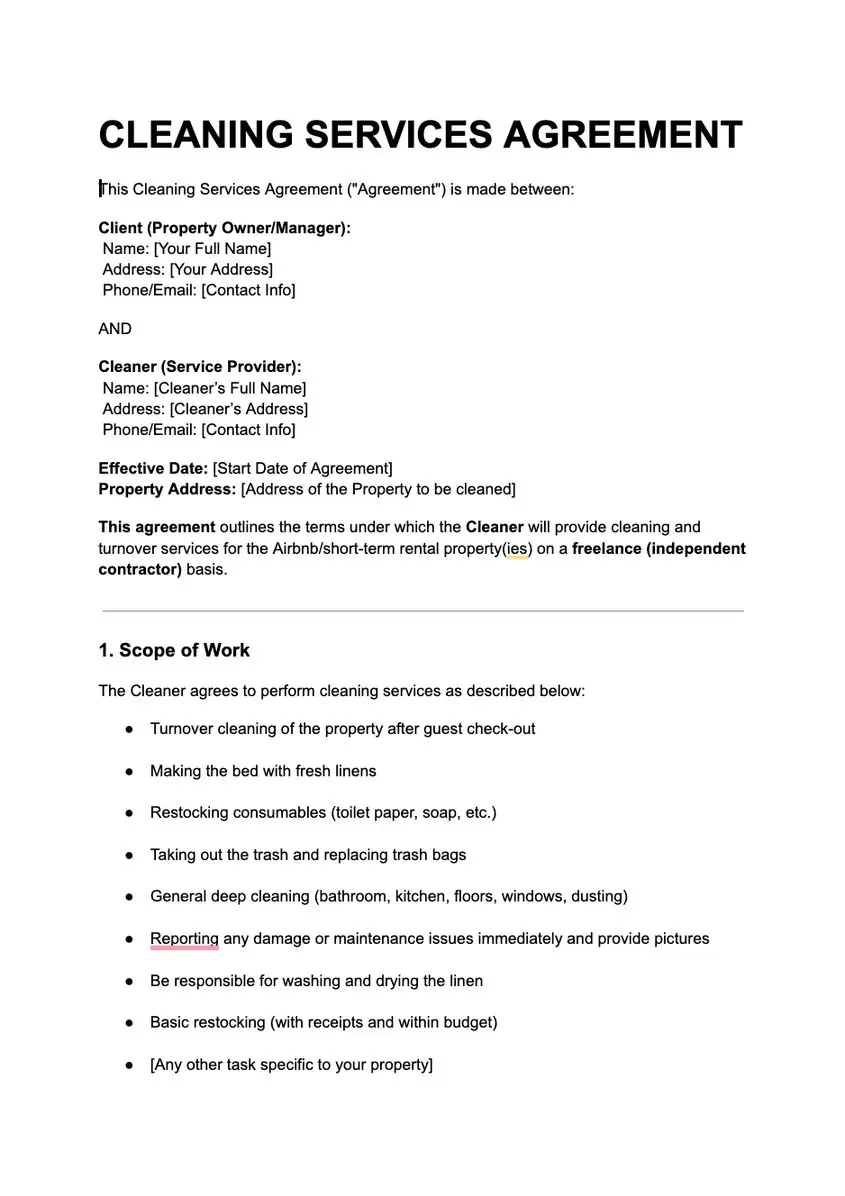 CLEANING SERVICES AGREEMENT
This Cleaning Services Agreement ("Agreement") is made between:
Client (Property Owner/Manager):
Name: [Your Full Name]
Address: [Your Address]
Phone/Email: [Contact Info]
AND
Cleaner (Service Provider):
Name: [Cleaner’s Full Name]
Address: [Cleaner’s Address]
Phone/Email: [Contact Info]
Effective Date: [Start Date of Agreement]
Property Address: [Address of the Property to be cleaned]
This agreement outlines the terms under which the Cleaner will provide cleaning and
turnover services for the Airbnb/short-term rental property(ies) on a freelance (independent
contractor) basis.
1. Scope of Work
The Cleaner agrees to perform cleaning services as described below:
● Turnover cleaning of the property after guest check-out
● Making the bed with fresh linens
● Restocking consumables (toilet paper, soap, etc.)
● Taking out the trash and replacing trash bags
● General deep cleaning (bathroom, kitchen, floors, windows, dusting)
● Reporting any damage or maintenance issues immediately and provide pictures
● Be responsible for washing and drying the linen
● Basic restocking (with receipts and within budget)
● [Any other task specific to your property]